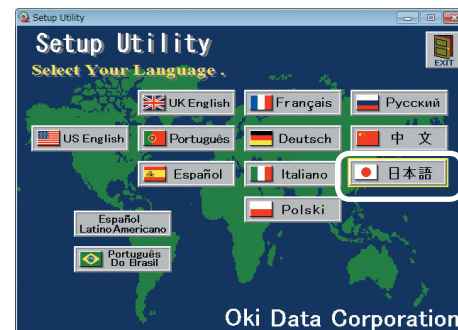 Setup Utility
Setup Utility
EXIT
Select Your Language .
UK English
Français
Русский
US English
Português
Deutsch
中 文
Español
Italiano
日本語
Polski
Español
Latino Americano
Português
Do Brasil
Oki Data Corporation